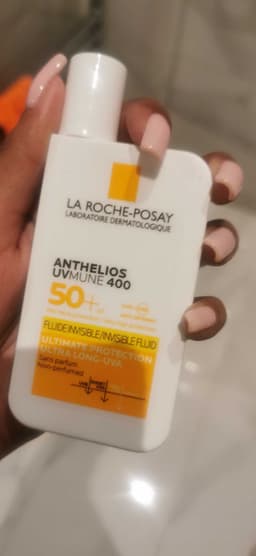 LA ROCHE-POSAY
LABORATOIRE DERMATOLOGIQUE
ANTHELIOS
UVMUNE 400
50+
FLUIDE INVISIBLE/INVISIBLE FLUID
ULTIMATE PROTECTION
ULTRA LONG-UVA
Sans parfum
Non-perfumed